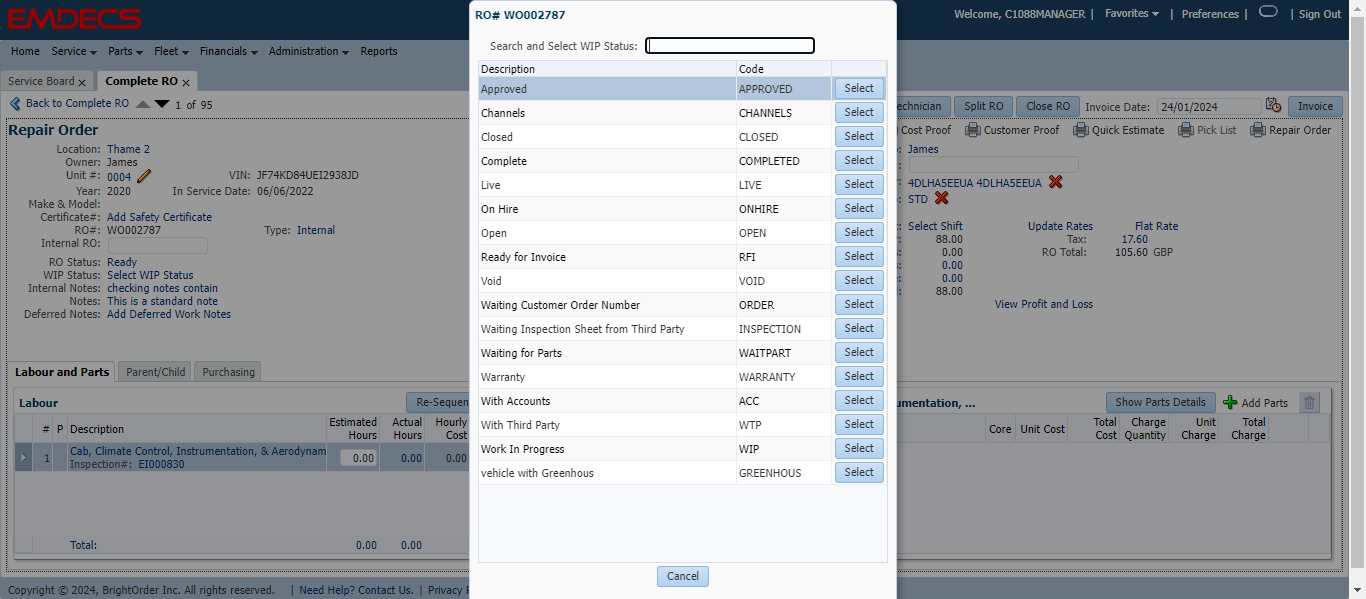 EMDECS
Welcome, C1088MANAGER | Favorites | Preferences | | Sign Out
Home Service Parts Fleet Financials Administration Reports
Service Board x Complete RO x
Back to Complete RO 1 of 95
echnician Split RO Close RO Invoice Date: 24/01/2024 Invoice
Cost Proof Customer Proof Quick Estimate Pick List Repair Order
Repair Order
Location: Thame 2
Owner: James
Unit #: 0004 VIN: JF74KD84UEI2938JD
Year: 2020 In Service Date: 06/06/2022
Make & Model:
Certificate#: Add Safety Certificate
RO#: WO002787 Type: Internal
Internal RO:
RO Status: Ready
WIP Status: Select WIP Status
Internal Notes: checking notes contain
Notes: This is a standard note
Deferred Notes: Add Deferred Work Notes
James
4DLHA5EEUA 4DLHA5EEUA
STD
Select Shift Update Rates Flat Rate
88.00 Tax: 17.60
0.00 RO Total: 105.60 GBP
0.00
0.00
88.00
View Profit and Loss
Labour and Parts Parent/Child Purchasing
Labour Re-Sequen
# P Description Estimated Hours Actual Hours Hourly Cost
1 Cab, Climate Control, Instrumentation, & Aerodynam 0.00 0.00 0.00
Inspection#: EI000830
Total: 0.00 0.00
umentation, ... Show Parts Details Add Parts
Core Unit Cost Total Cost Charge Quantity Unit Charge Total Charge
RO# WO002787
Search and Select WIP Status:
Description Code
Approved APPROVED Select
Channels CHANNELS Select
Closed CLOSED Select
Complete COMPLETED Select
Live LIVE Select
On Hire ONHIRE Select
Open OPEN Select
Ready for Invoice RFI Select
Void VOID Select
Waiting Customer Order Number ORDER Select
Waiting Inspection Sheet from Third Party INSPECTION Select
Waiting for Parts WAITPART Select
Warranty WARRANTY Select
With Accounts ACC Select
With Third Party WTP Select
Work In Progress WIP Select
vehicle with Greenhous GREENHOUS Select
Cancel
Copyright © 2024, BrightOrder Inc. All rights reserved. | Need Help? Contact Us. | Privacy P